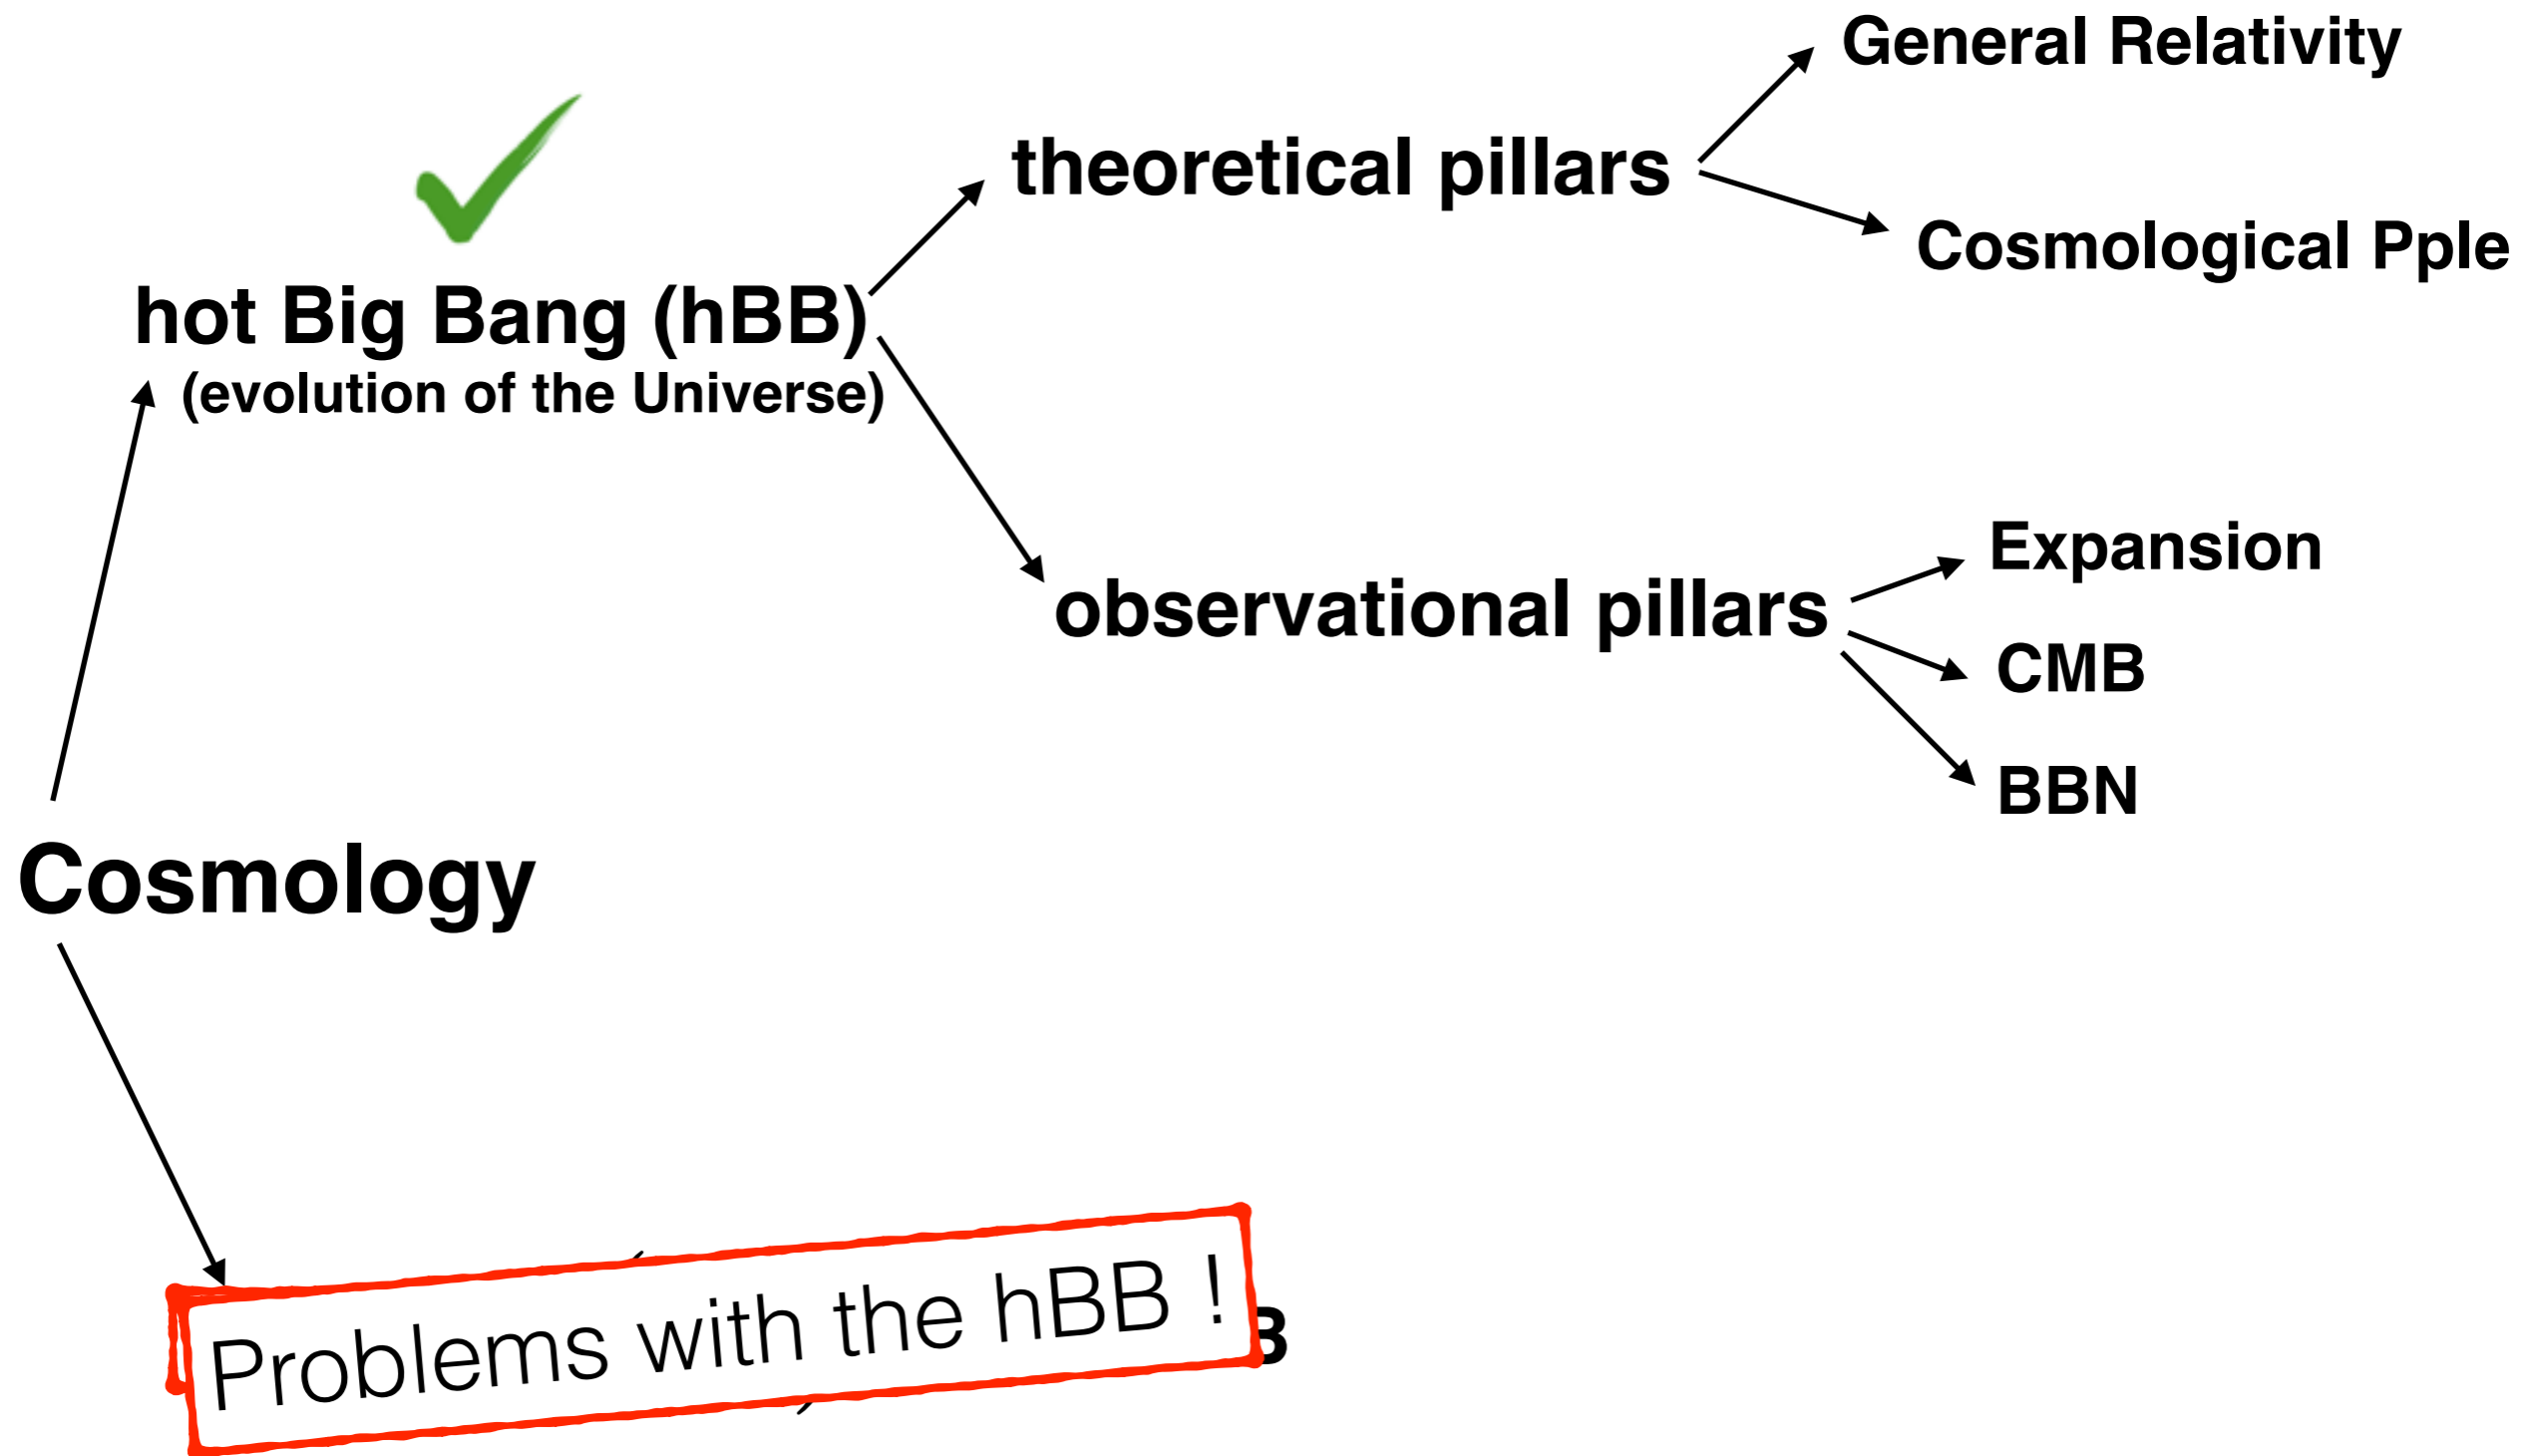 General Relativity
theoretical pillars
Cosmological Pple
hot Big Bang (hBB)
(evolution of the Universe)
Expansion
observational pillars
CMB
BBN
Cosmology
Problems with the hBB !
B